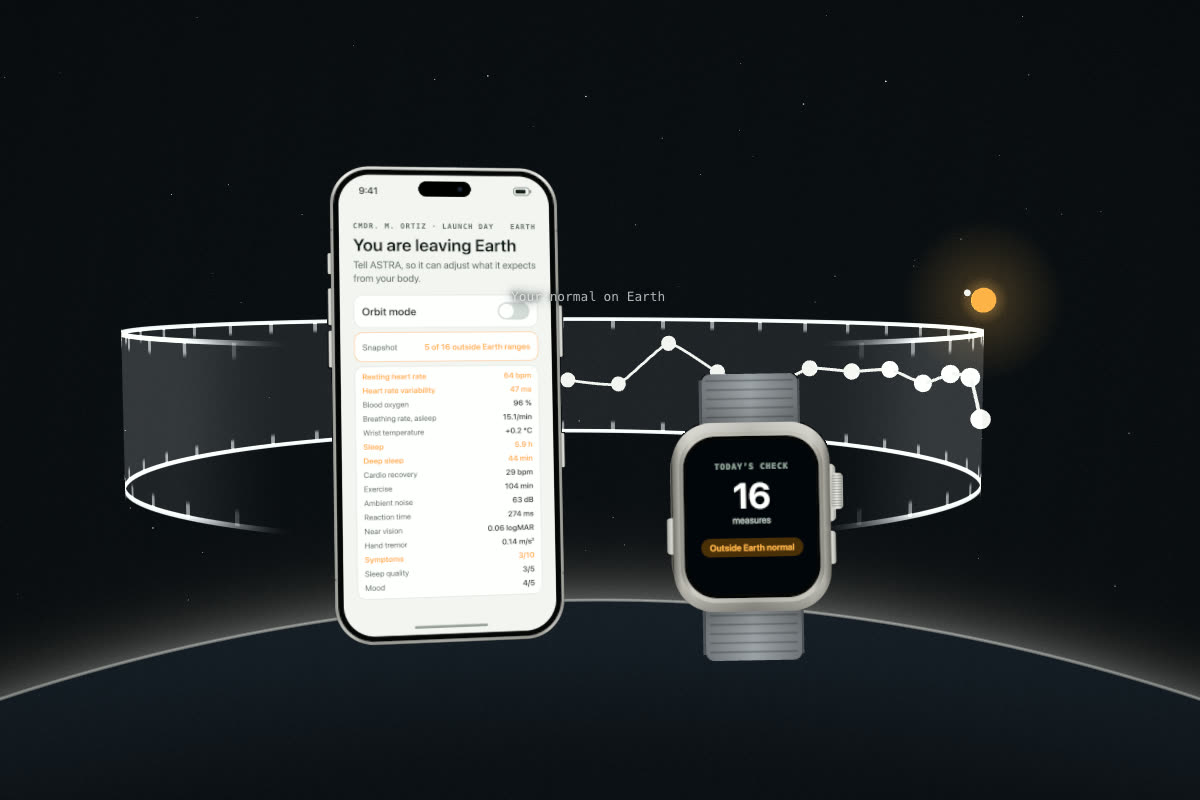 9:41
CMDR. M. ORTIZ · LAUNCH DAY EARTH
You are leaving Earth
Tell ASTRA, so it can adjust what it expects
from your body.
Your normal on Earth
Orbit mode
Snapshot 5 of 16 outside Earth ranges
Resting heart rate 64 bpm
Heart rate variability 47 ms
Blood oxygen 96 %
Breathing rate, asleep 15.1/min
Wrist temperature +0.2 °C
Sleep 5.9 h
Deep sleep 44 min
Cardio recovery 29 bpm
Exercise 104 min
Ambient noise 63 dB
Reaction time 274 ms
Near vision 0.06 logMAR
Hand tremor 0.14 m/s²
Symptoms 3/10
Sleep quality 3/5
Mood 4/5
TODAY'S CHECK
16
measures
Outside Earth normal